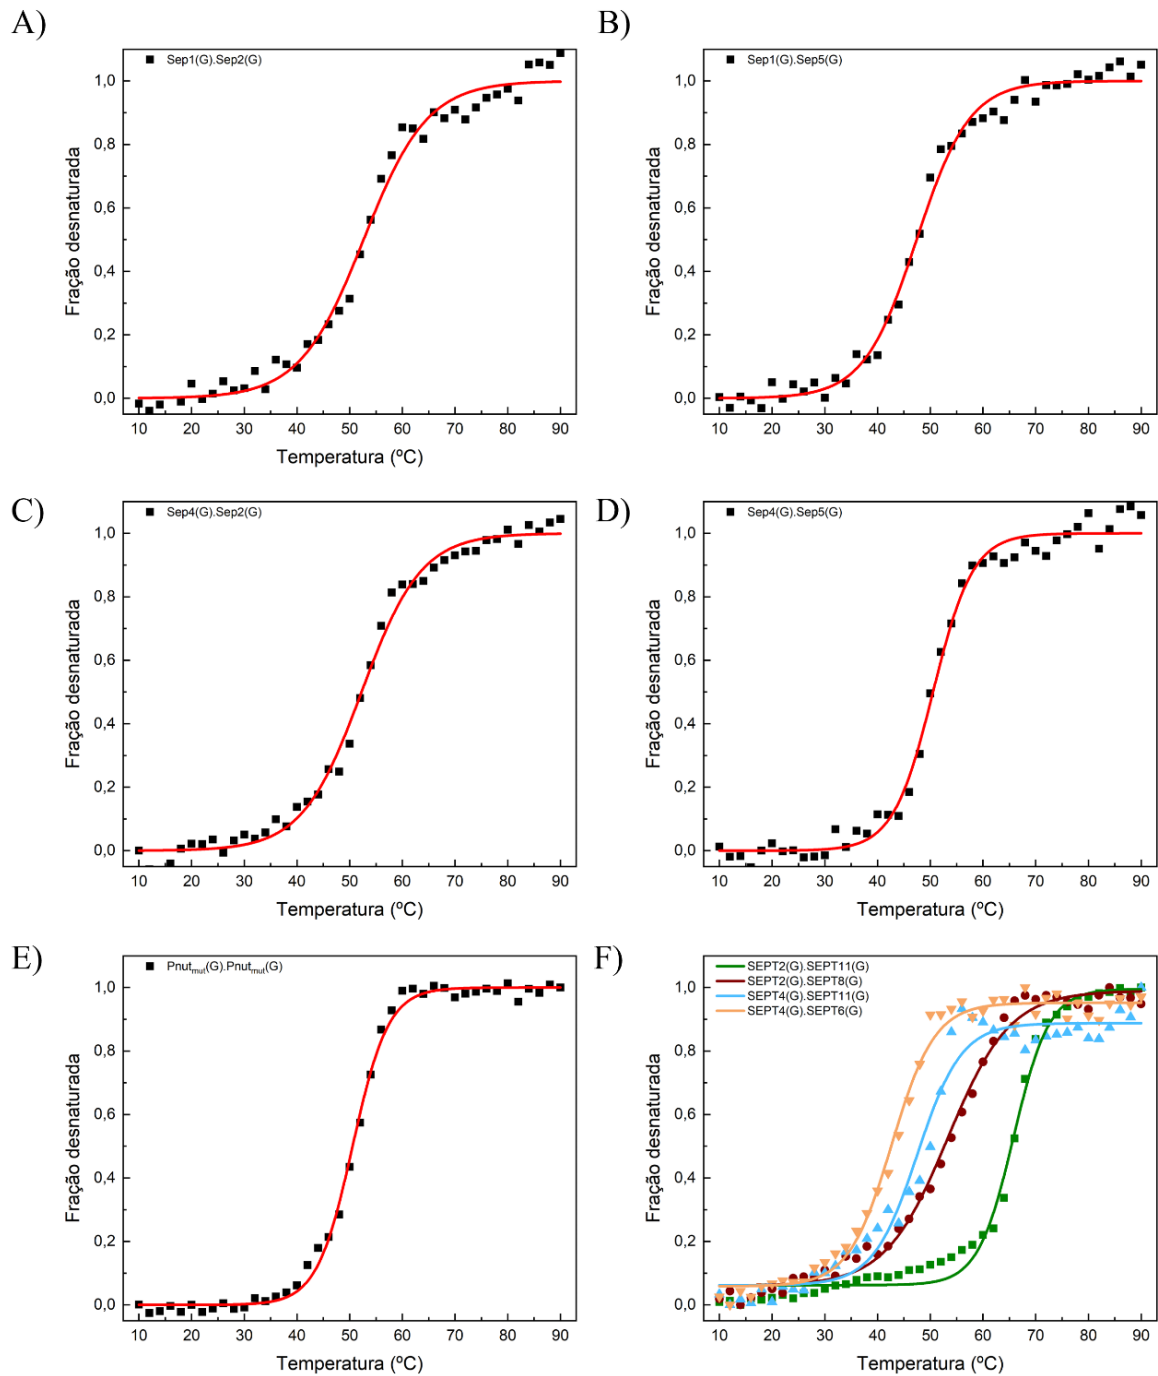 A)
Sep1(G).Sep2(G)
1,0
0,8
0,6
0,4
0,2
0,0
Fração desnaturada
10 20 30 40 50 60 70 80 90
Temperatura (ºC)
B)
Sep1(G).Sep5(G)
1,0
0,8
0,6
0,4
0,2
0,0
Fração desnaturada
10 20 30 40 50 60 70 80 90
Temperatura (ºC)
C)
Sep4(G).Sep2(G)
1,0
0,8
0,6
0,4
0,2
0,0
Fração desnaturada
10 20 30 40 50 60 70 80 90
Temperatura (ºC)
D)
Sep4(G).Sep5(G)
1,0
0,8
0,6
0,4
0,2
0,0
Fração desnaturada
10 20 30 40 50 60 70 80 90
Temperatura (ºC)
E)
Pnut_mut(G).Pnut_mut(G)
1,0
0,8
0,6
0,4
0,2
0,0
Fração desnaturada
10 20 30 40 50 60 70 80 90
Temperatura (ºC)
F)
SEPT2(G).SEPT11(G)
SEPT2(G).SEPT8(G)
SEPT4(G).SEPT11(G)
SEPT4(G).SEPT6(G)
1,0
0,8
0,6
0,4
0,2
0,0
Fração desnaturada
10 20 30 40 50 60 70 80 90
Temperatura (ºC)